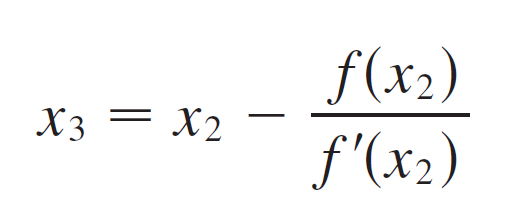 x₃ = x₂ − f(x₂) / f′(x₂)